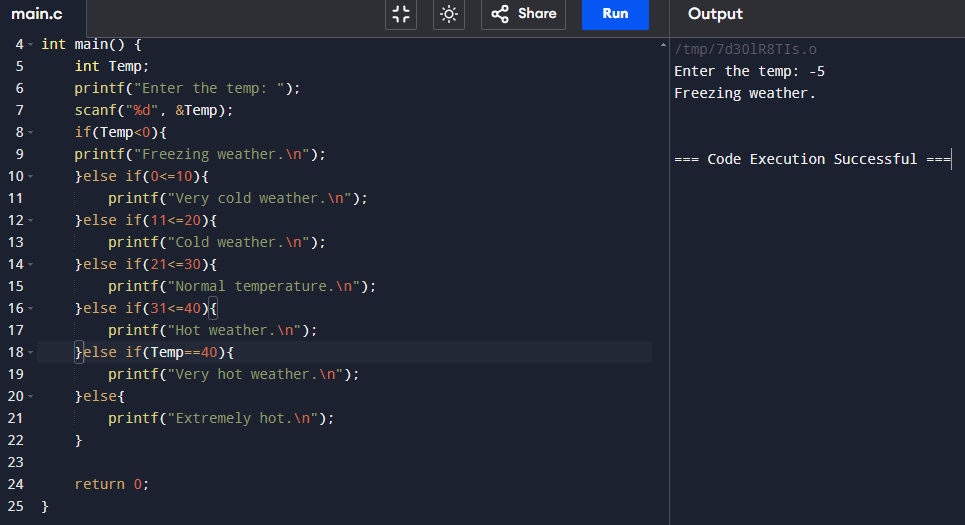 main.c
Share
Run
Output
4 int main() {
5 int Temp;
6 printf("Enter the temp: ");
7 scanf("%d", &Temp);
8 if(Temp<0){
9 printf("Freezing weather.\n");
10 }else if(0<=10){
11 printf("Very cold weather.\n");
12 }else if(11<=20){
13 printf("Cold weather.\n");
14 }else if(21<=30){
15 printf("Normal temperature.\n");
16 }else if(31<=40){
17 printf("Hot weather.\n");
18 }else if(Temp==40){
19 printf("Very hot weather.\n");
20 }else{
21 printf("Extremely hot.\n");
22 }
23
24 return 0;
25 }
/tmp/7d3OlR8TIs.o
Enter the temp: -5
Freezing weather.
=== Code Execution Successful ===